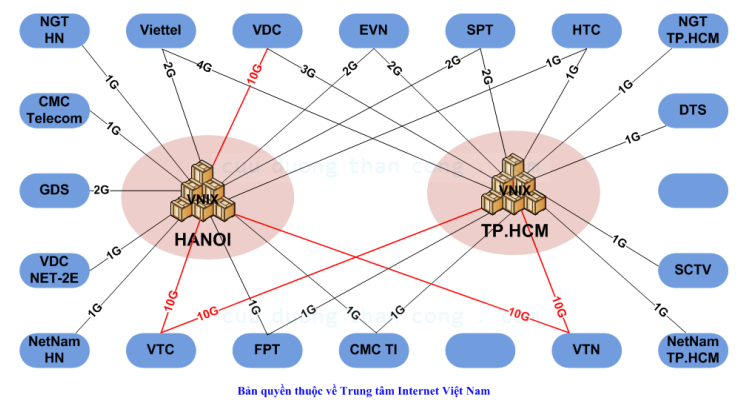 NGT
HN
Viettel
VDC
EVN
SPT
HTC
NGT
TP.HCM
1G
2G
4G
10G
3G
2G
2G
2G
2G
1G
1G
1G
CMC
Telecom
1G
1G
DTS
cuu duong than cong . com
GDS
2G
VNIX
VNIX
HANOI
TP.HCM
VDC
NET-2E
1G
1G
SCTV
NetNam
HN
1G
10G
10G
1G
1G
1G
1G
10G
10G
1G
NetNam
TP.HCM
cuu duong than cong . com
VTC
FPT
CMC TI
VTN
Bản quyền thuộc về Trung tâm Internet Việt Nam